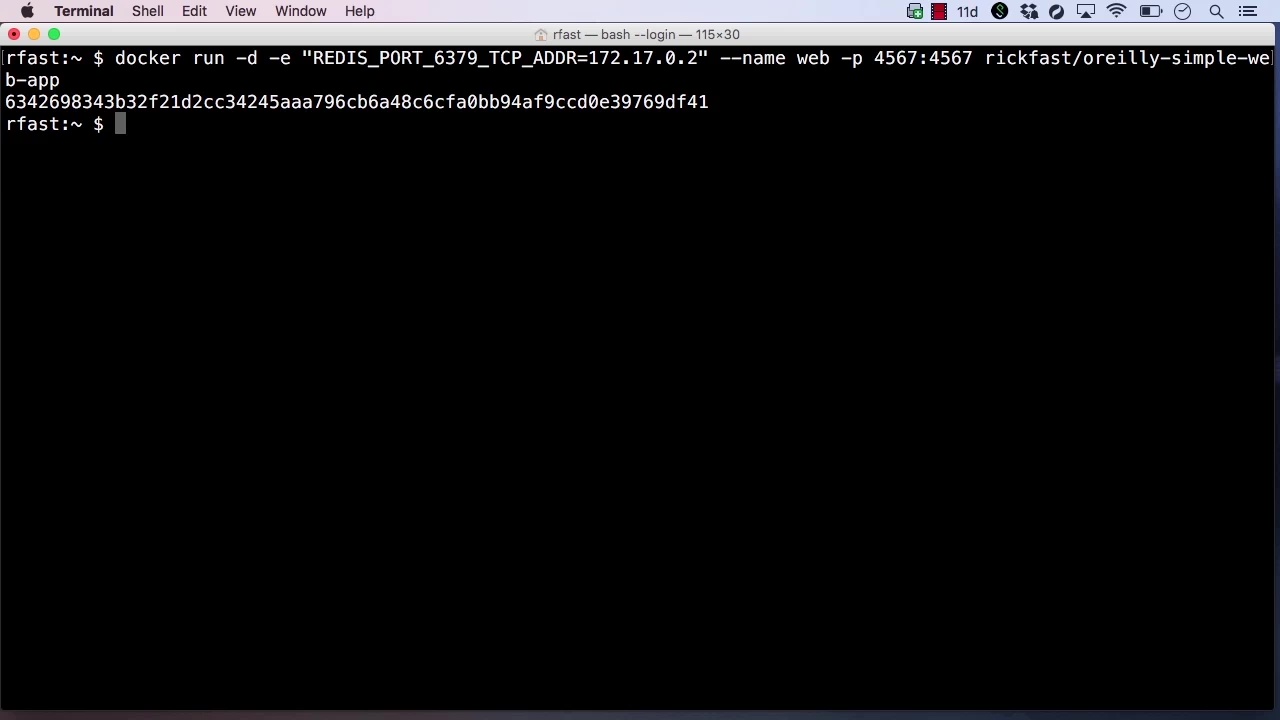 Terminal Shell Edit View Window Help 11d
rfast — bash --login — 115×30
rfast:~ $ docker run -d -e "REDIS_PORT_6379_TCP_ADDR=172.17.0.2" --name web -p 4567:4567 rickfast/oreilly-simple-we
b-app
6342698343b32f21d2cc34245aaa796cb6a48c6cfa0bb94af9ccd0e39769df41
rfast:~ $